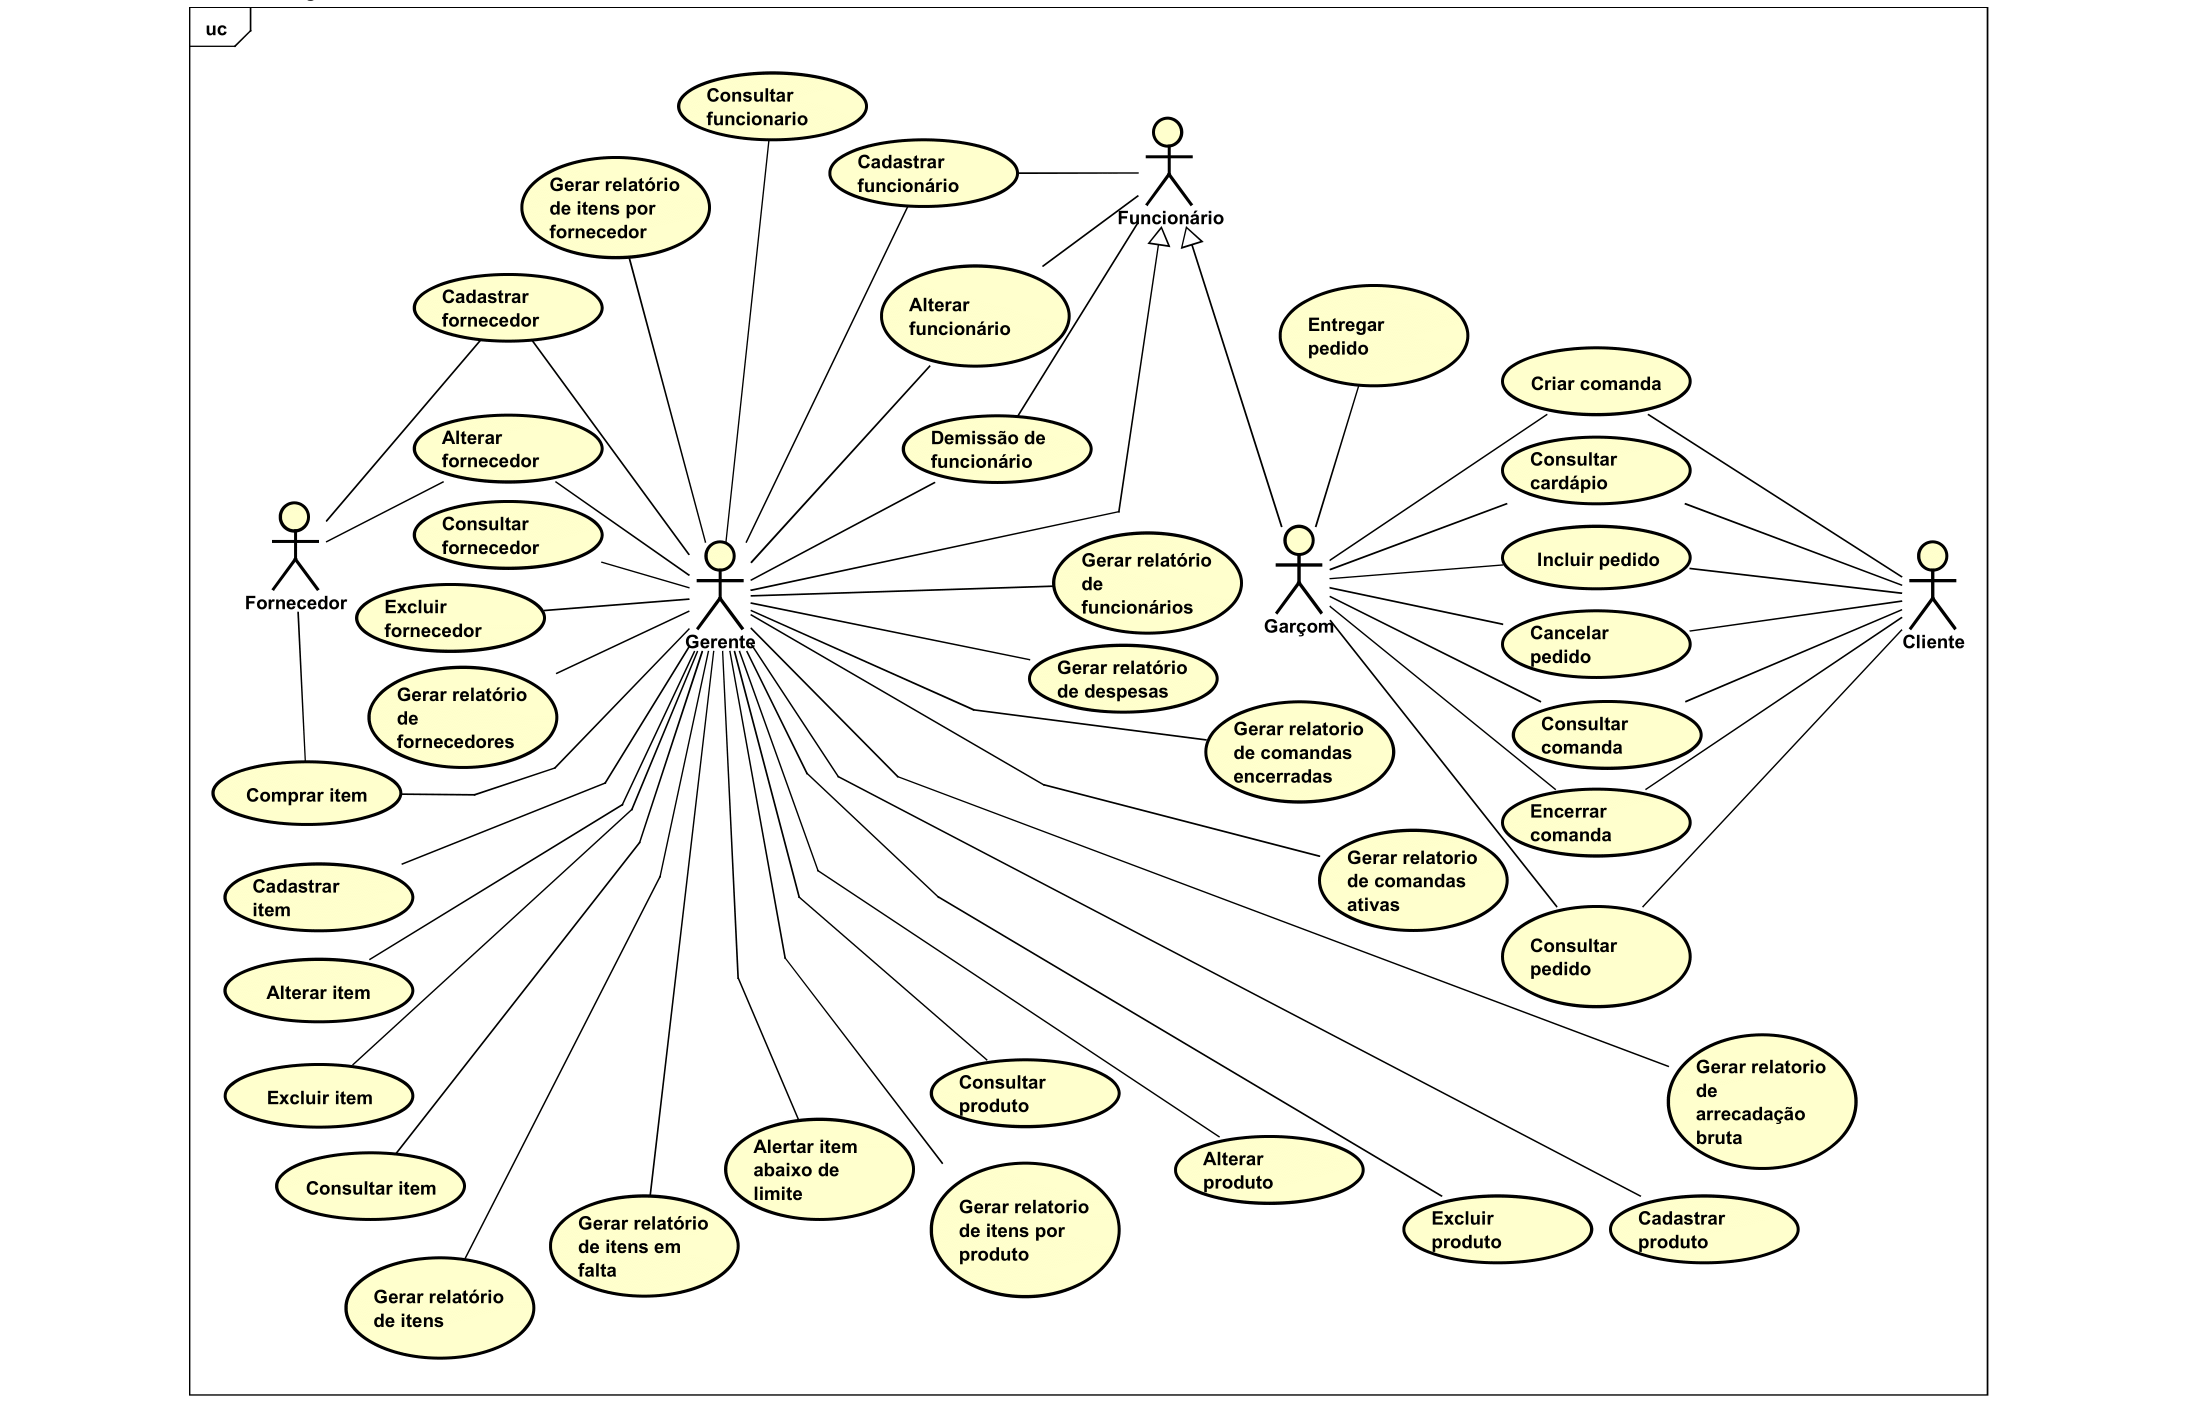 uc
Consultar
funcionario
Cadastrar
funcionário
Gerar relatório
de itens por
fornecedor
Funcionário
Cadastrar
fornecedor
Alterar
funcionário
Entregar
pedido
Criar comanda
Alterar
fornecedor
Demissão de
funcionário
Consultar
cardápio
Consultar
fornecedor
Gerar relatório
de
funcionários
Incluir pedido
Fornecedor
Excluir
fornecedor
Gerente
Garçom
Cancelar
pedido
Cliente
Gerar relatório
de despesas
Gerar relatório
de
fornecedores
Gerar relatorio
de comandas
encerradas
Consultar
comanda
Comprar item
Encerrar
comanda
Cadastrar
item
Gerar relatorio
de comandas
ativas
Consultar
pedido
Alterar item
Excluir item
Consultar
produto
Gerar relatorio
de
arrecadação
bruta
Consultar item
Alertar item
abaixo de
limite
Alterar
produto
Gerar relatório
de itens em
falta
Gerar relatorio
de itens por
produto
Excluir
produto
Cadastrar
produto
Gerar relatório
de itens